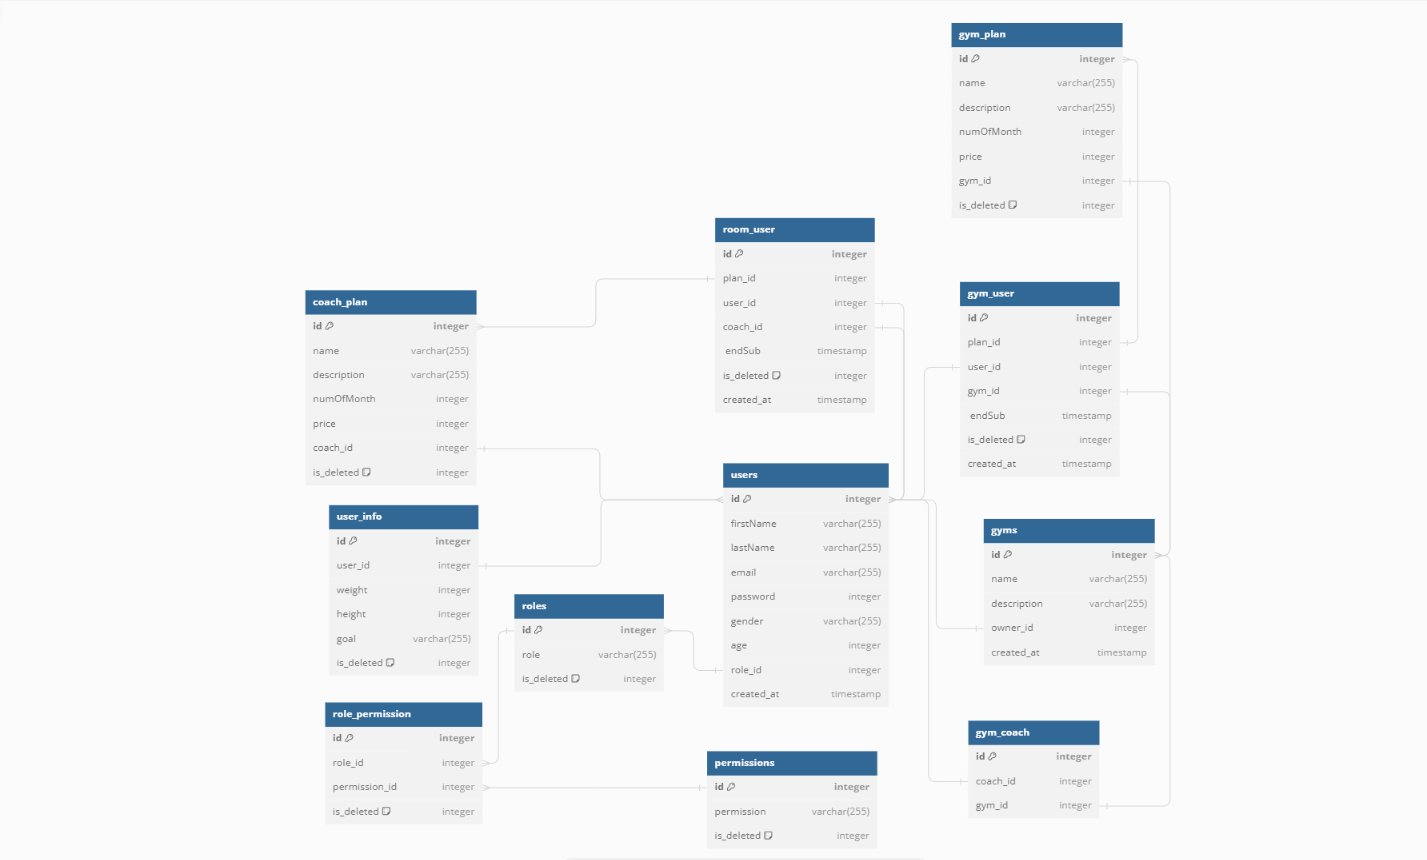 gym_plan
id integer
name varchar(255)
description varchar(255)
numOfMonth integer
price integer
gym_id integer
is_deleted integer
room_user
id integer
plan_id integer
user_id integer
coach_id integer
endSub timestamp
is_deleted integer
created_at timestamp
gym_user
id integer
plan_id integer
user_id integer
gym_id integer
endSub timestamp
is_deleted integer
created_at timestamp
coach_plan
id integer
name varchar(255)
description varchar(255)
numOfMonth integer
price integer
coach_id integer
is_deleted integer
users
id integer
firstName varchar(255)
lastName varchar(255)
email varchar(255)
password integer
gender varchar(255)
age integer
role_id integer
created_at timestamp
user_info
id integer
user_id integer
weight integer
height integer
goal varchar(255)
is_deleted integer
gyms
id integer
name varchar(255)
description varchar(255)
owner_id integer
created_at timestamp
roles
id integer
role varchar(255)
is_deleted integer
role_permission
id integer
role_id integer
permission_id integer
is_deleted integer
permissions
id integer
permission varchar(255)
is_deleted integer
gym_coach
id integer
coach_id integer
gym_id integer